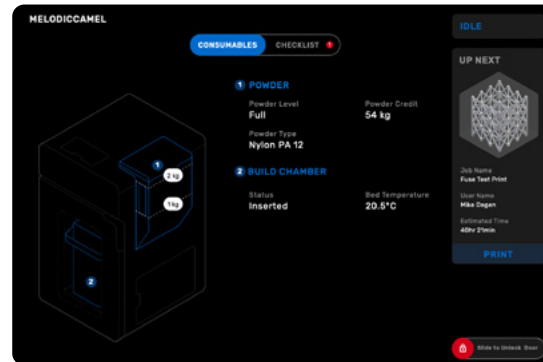 MELODICCAMEL
CONSUMABLES
CHECKLIST 1
IDLE
UP NEXT
1 POWDER
Powder Level
Full
Powder Credit
54 kg
Powder Type
Nylon PA 12
2 BUILD CHAMBER
Status
Inserted
Bed Temperature
20.5°C
1
2 kg
1 kg
2
Job Name
Fuse Test Print
User Name
Mike Dagen
Estimated Time
40hr 21min
PRINT
Slide to Unlock Door